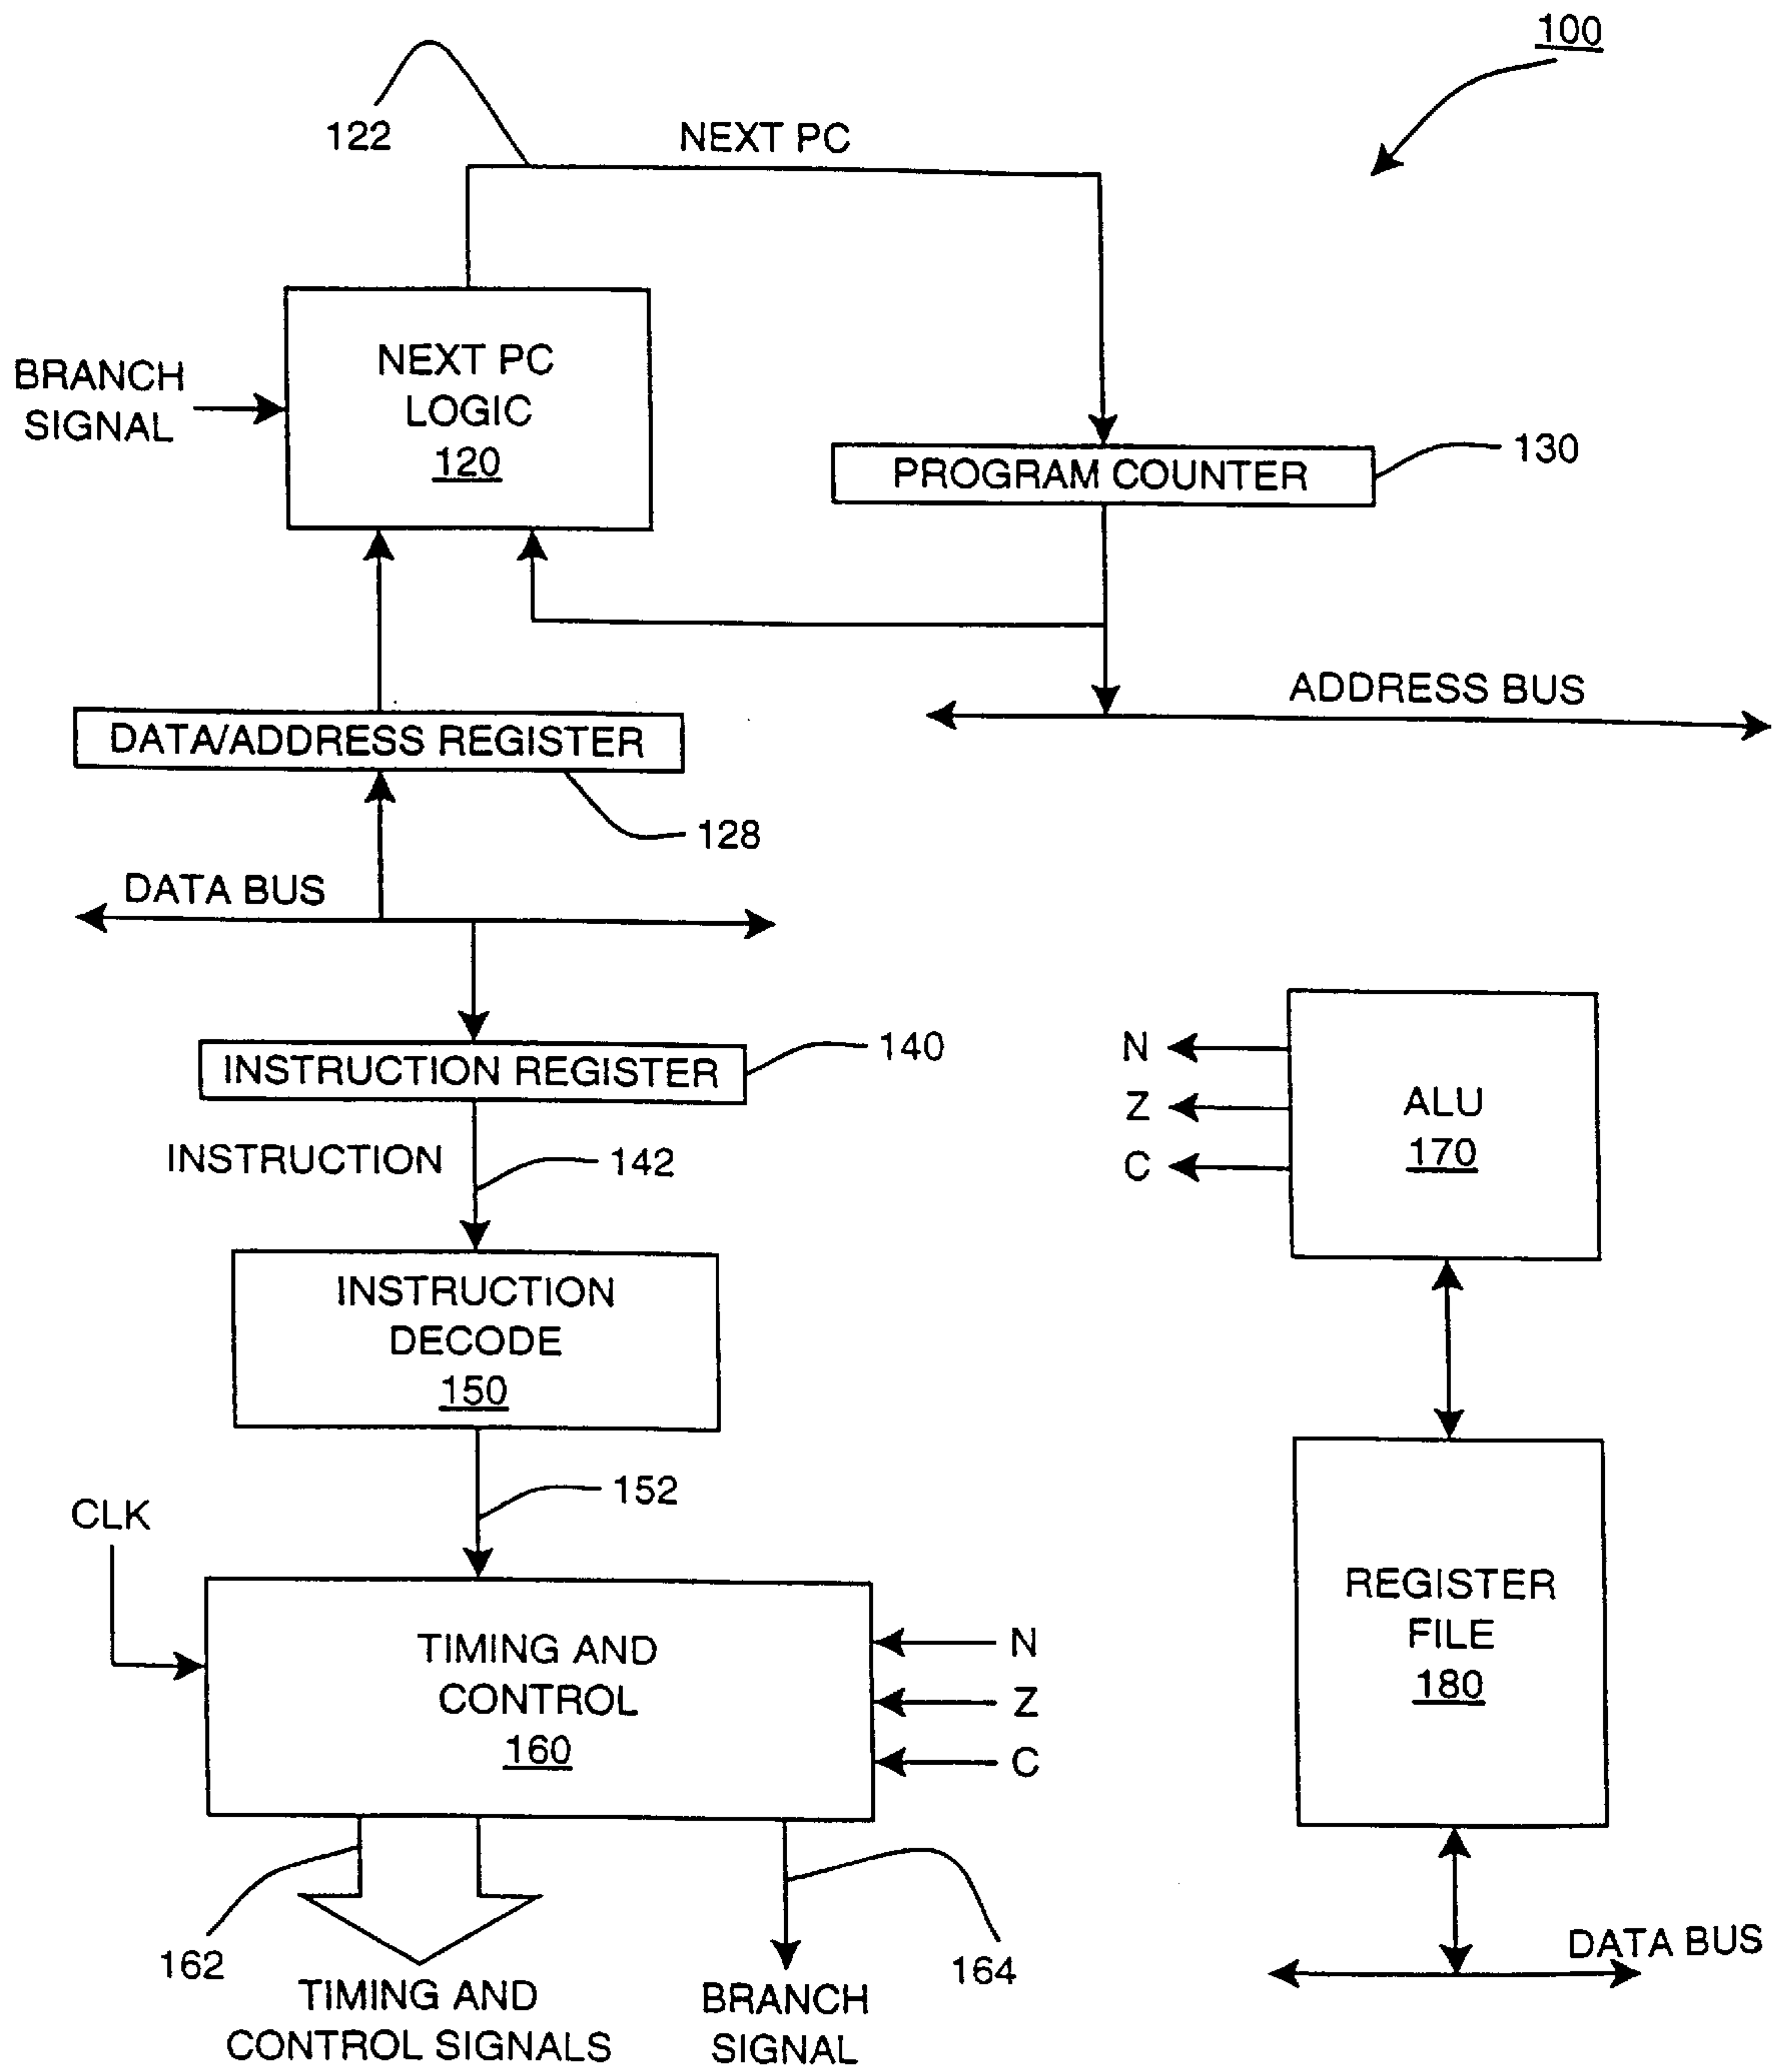 100
122
NEXT PC
BRANCH
SIGNAL
NEXT PC
LOGIC
120
PROGRAM COUNTER
130
ADDRESS BUS
DATA/ADDRESS REGISTER
128
DATA BUS
INSTRUCTION REGISTER
140
INSTRUCTION
142
N
Z
C
ALU
170
INSTRUCTION
DECODE
150
152
CLK
TIMING AND
CONTROL
160
N
Z
C
REGISTER
FILE
180
162
TIMING AND
CONTROL SIGNALS
164
BRANCH
SIGNAL
DATA BUS